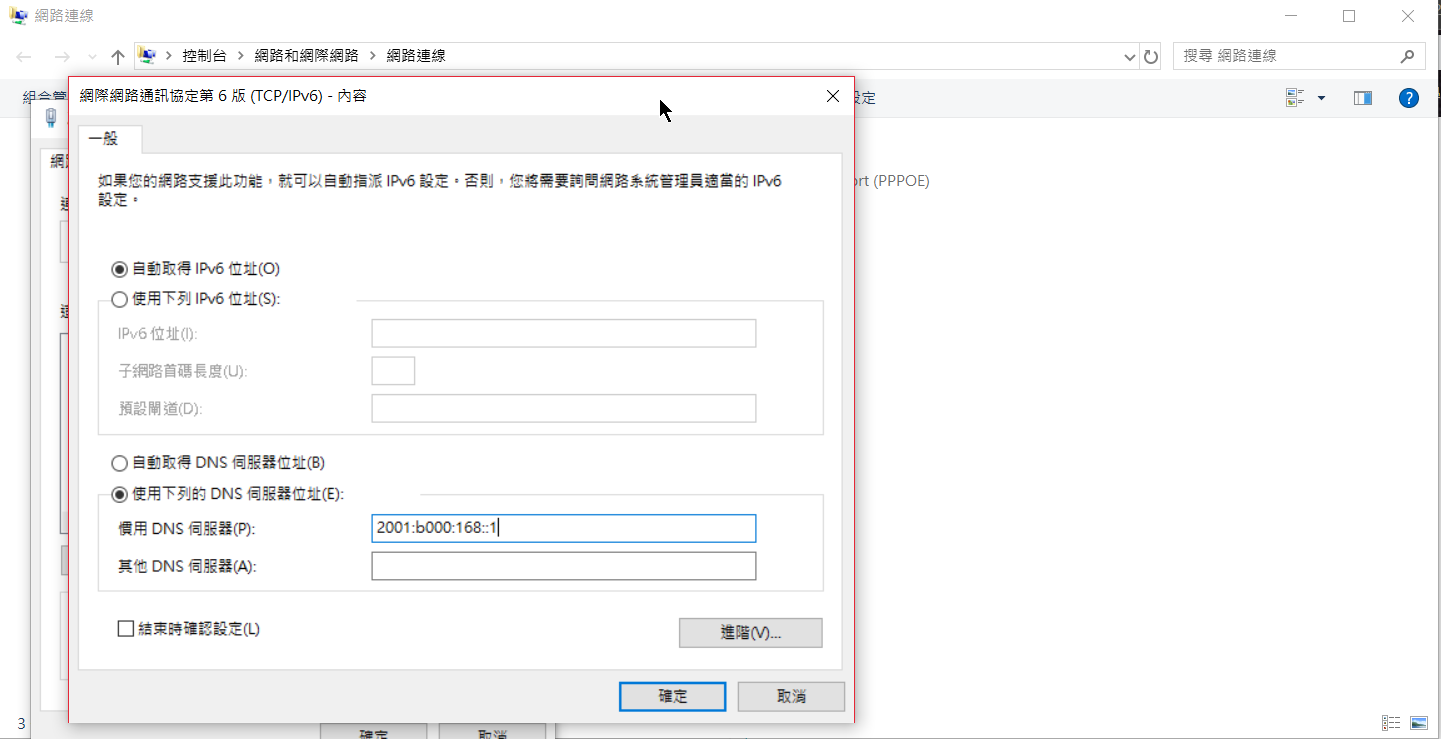 網路連線
控制台 > 網路和網際網路 > 網路連線
搜尋 網路連線
組合管
設定
網際網路通訊協定第 6 版 (TCP/IPv6) - 內容
一般
如果您的網路支援此功能，就可以自動指派 IPv6 設定。否則，您將需要詢問網路系統管理員適當的 IPv6
設定。
ort (PPPOE)
自動取得 IPv6 位址(O)
使用下列 IPv6 位址(S):
IPv6 位址(I):
子網路首碼長度(U):
預設閘道(D):
自動取得 DNS 伺服器位址(B)
使用下列的 DNS 伺服器位址(E):
慣用 DNS 伺服器(P):
2001:b000:168::1
其他 DNS 伺服器(A):
結束時確認設定(L)
進階(V)...
確定
取消
3
確定
取消